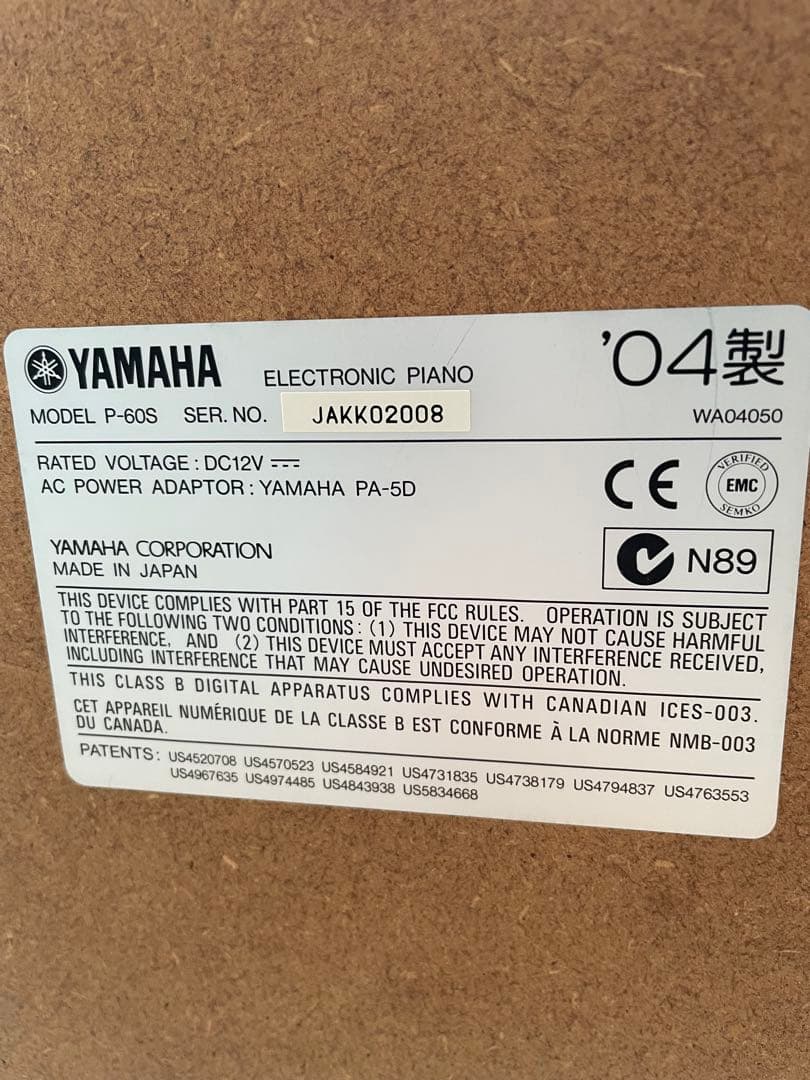 YAMAHA ELECTRONIC PIANO '04製
MODEL P-60S SER. NO. JAKK02008 WA04050
RATED VOLTAGE : DC12V
AC POWER ADAPTOR : YAMAHA PA-5D
CE
VERIFIED
EMC
SEMKO
YAMAHA CORPORATION
MADE IN JAPAN
N89
THIS DEVICE COMPLIES WITH PART 15 OF THE FCC RULES. OPERATION IS SUBJECT
TO THE FOLLOWING TWO CONDITIONS : (1) THIS DEVICE MAY NOT CAUSE HARMFUL
INTERFERENCE, AND (2) THIS DEVICE MUST ACCEPT ANY INTERFERENCE RECEIVED,
INCLUDING INTERFERENCE THAT MAY CAUSE UNDESIRED OPERATION.
THIS CLASS B DIGITAL APPARATUS COMPLIES WITH CANADIAN ICES-003.
CET APPAREIL NUMÉRIQUE DE LA CLASSE B EST CONFORME À LA NORME NMB-003
DU CANADA.
PATENTS : US4520708 US4570523 US4584921 US4731835 US4738179 US4794837 US4763553
US4967635 US4974485 US4843938 US5834668